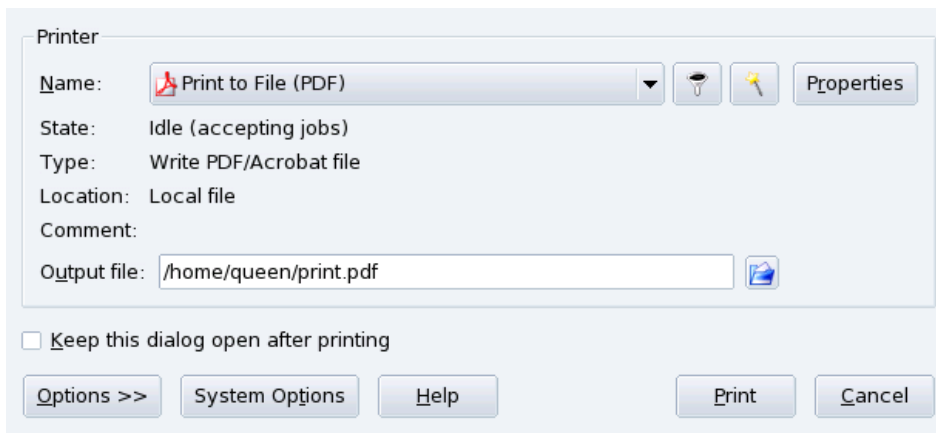 Printer
Name: Print to File (PDF) Properties
State: Idle (accepting jobs)
Type: Write PDF/Acrobat file
Location: Local file
Comment:
Output file: /home/queen/print.pdf
Keep this dialog open after printing
Options >> System Options Help Print Cancel